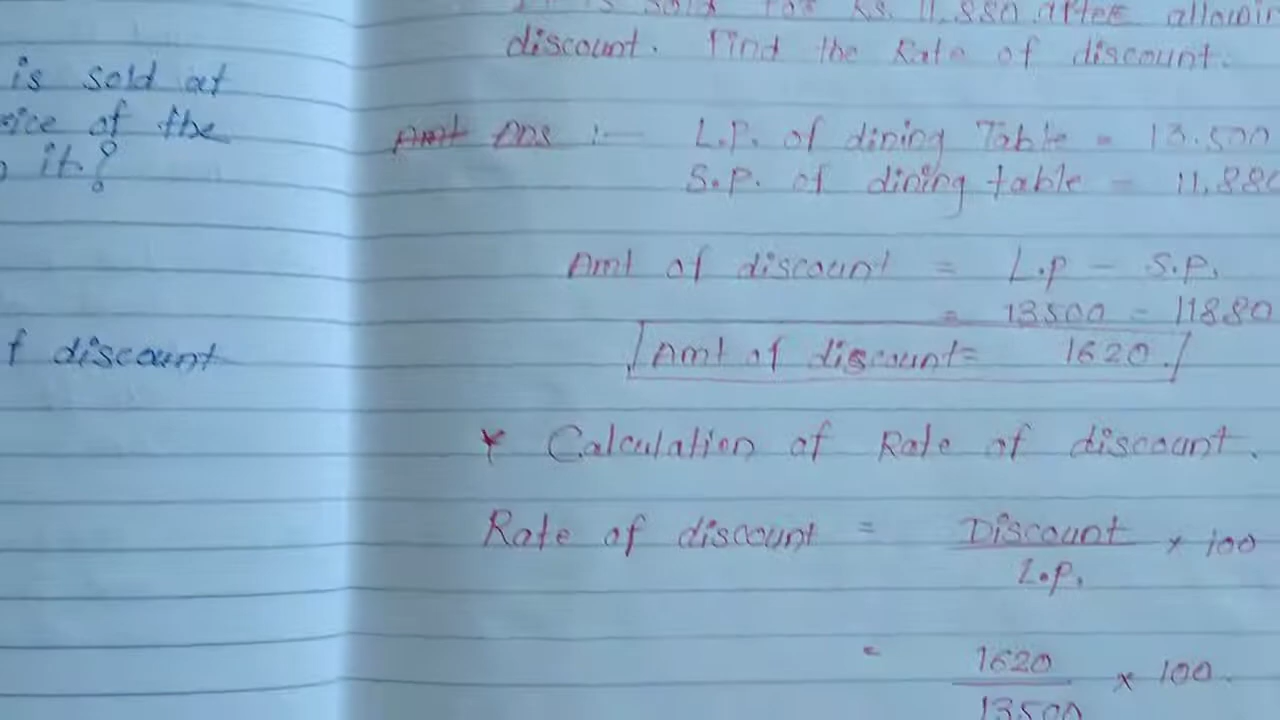 is sold at
of the
it?
f discount
is sold for Rs. 11,880 after
discount. Find the Rate of discount.
Amt Ans :- L.P. of dining Table = 13.500
S.P. of dining table = 11.88
Amt of discount = L.P - S.P.
= 13500 - 11880
Amt of discount = 1620.
* Calculation of Rate of discount.
Rate of discount = Discount × 100
L.P.
= 1620 × 100.
13500